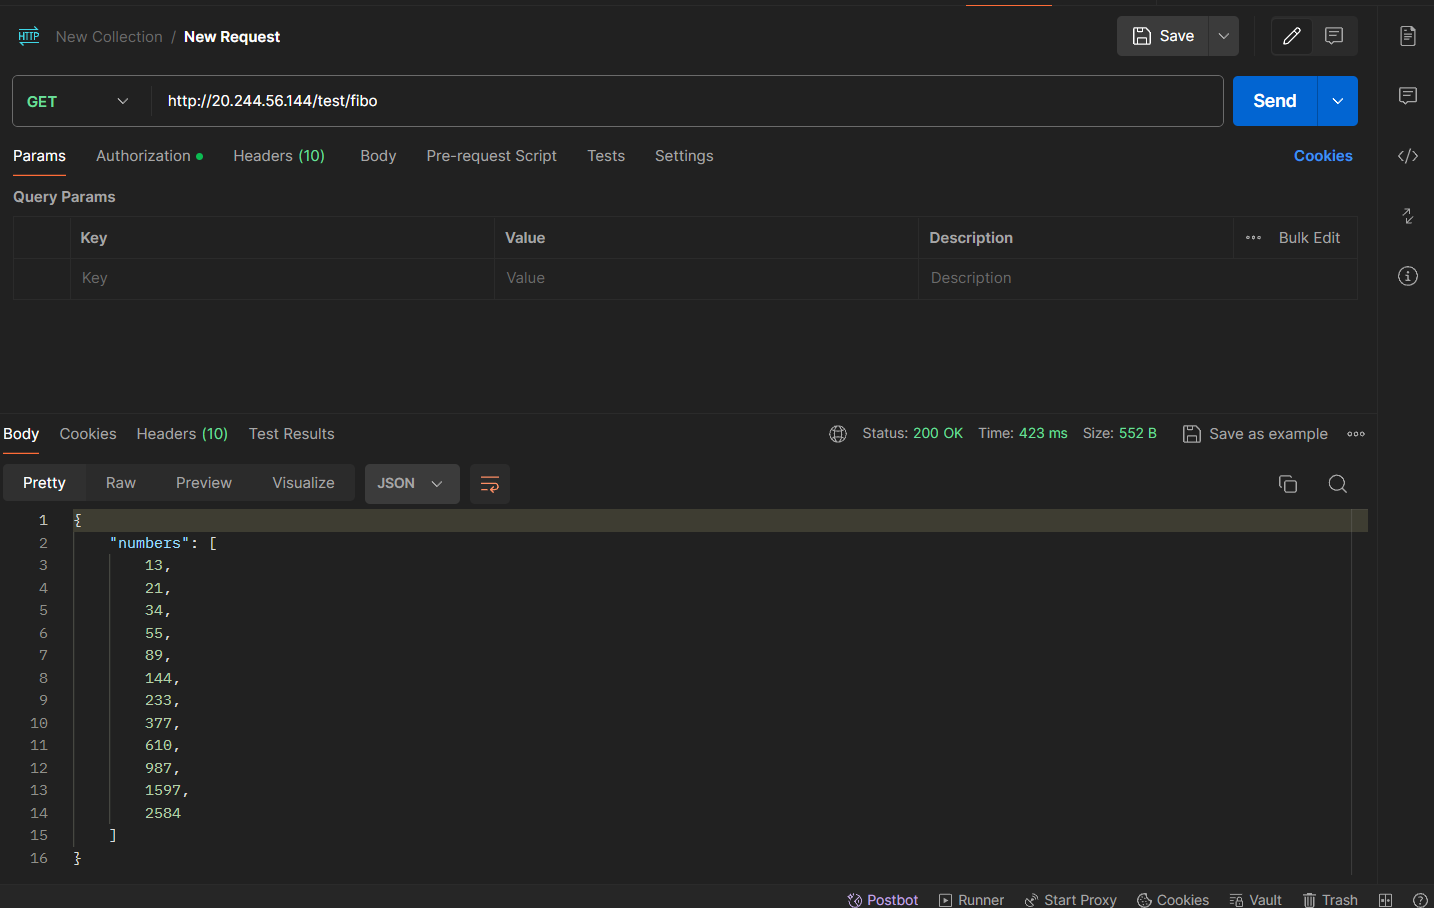 HTTP New Collection / New Request Save
GET http://20.244.56.144/test/fibo Send
Params Authorization Headers (10) Body Pre-request Script Tests Settings Cookies
Query Params
Key Value Description Bulk Edit
Key Value Description
Body Cookies Headers (10) Test Results Status: 200 OK Time: 423 ms Size: 552 B Save as example
Pretty Raw Preview Visualize JSON
1 {
2 "numbers": [
3 13,
4 21,
5 34,
6 55,
7 89,
8 144,
9 233,
10 377,
11 610,
12 987,
13 1597,
14 2584
15 ]
16 }
Postbot Runner Start Proxy Cookies Vault Trash